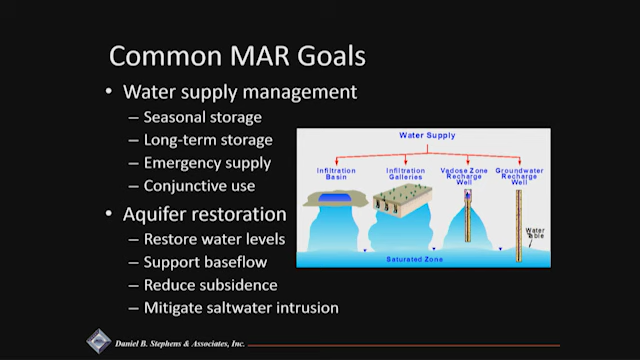 Common MAR Goals
• Water supply management
– Seasonal storage
– Long-term storage
– Emergency supply
– Conjunctive use
• Aquifer restoration
– Restore water levels
– Support baseflow
– Reduce subsidence
– Mitigate saltwater intrusion
Water Supply
Infiltration
Basin
Infiltration
Galleries
Vadose Zone
Recharge
Well
Groundwater
Recharge
Well
Water
Table
Saturated Zone
Daniel B. Stephens & Associates, Inc.